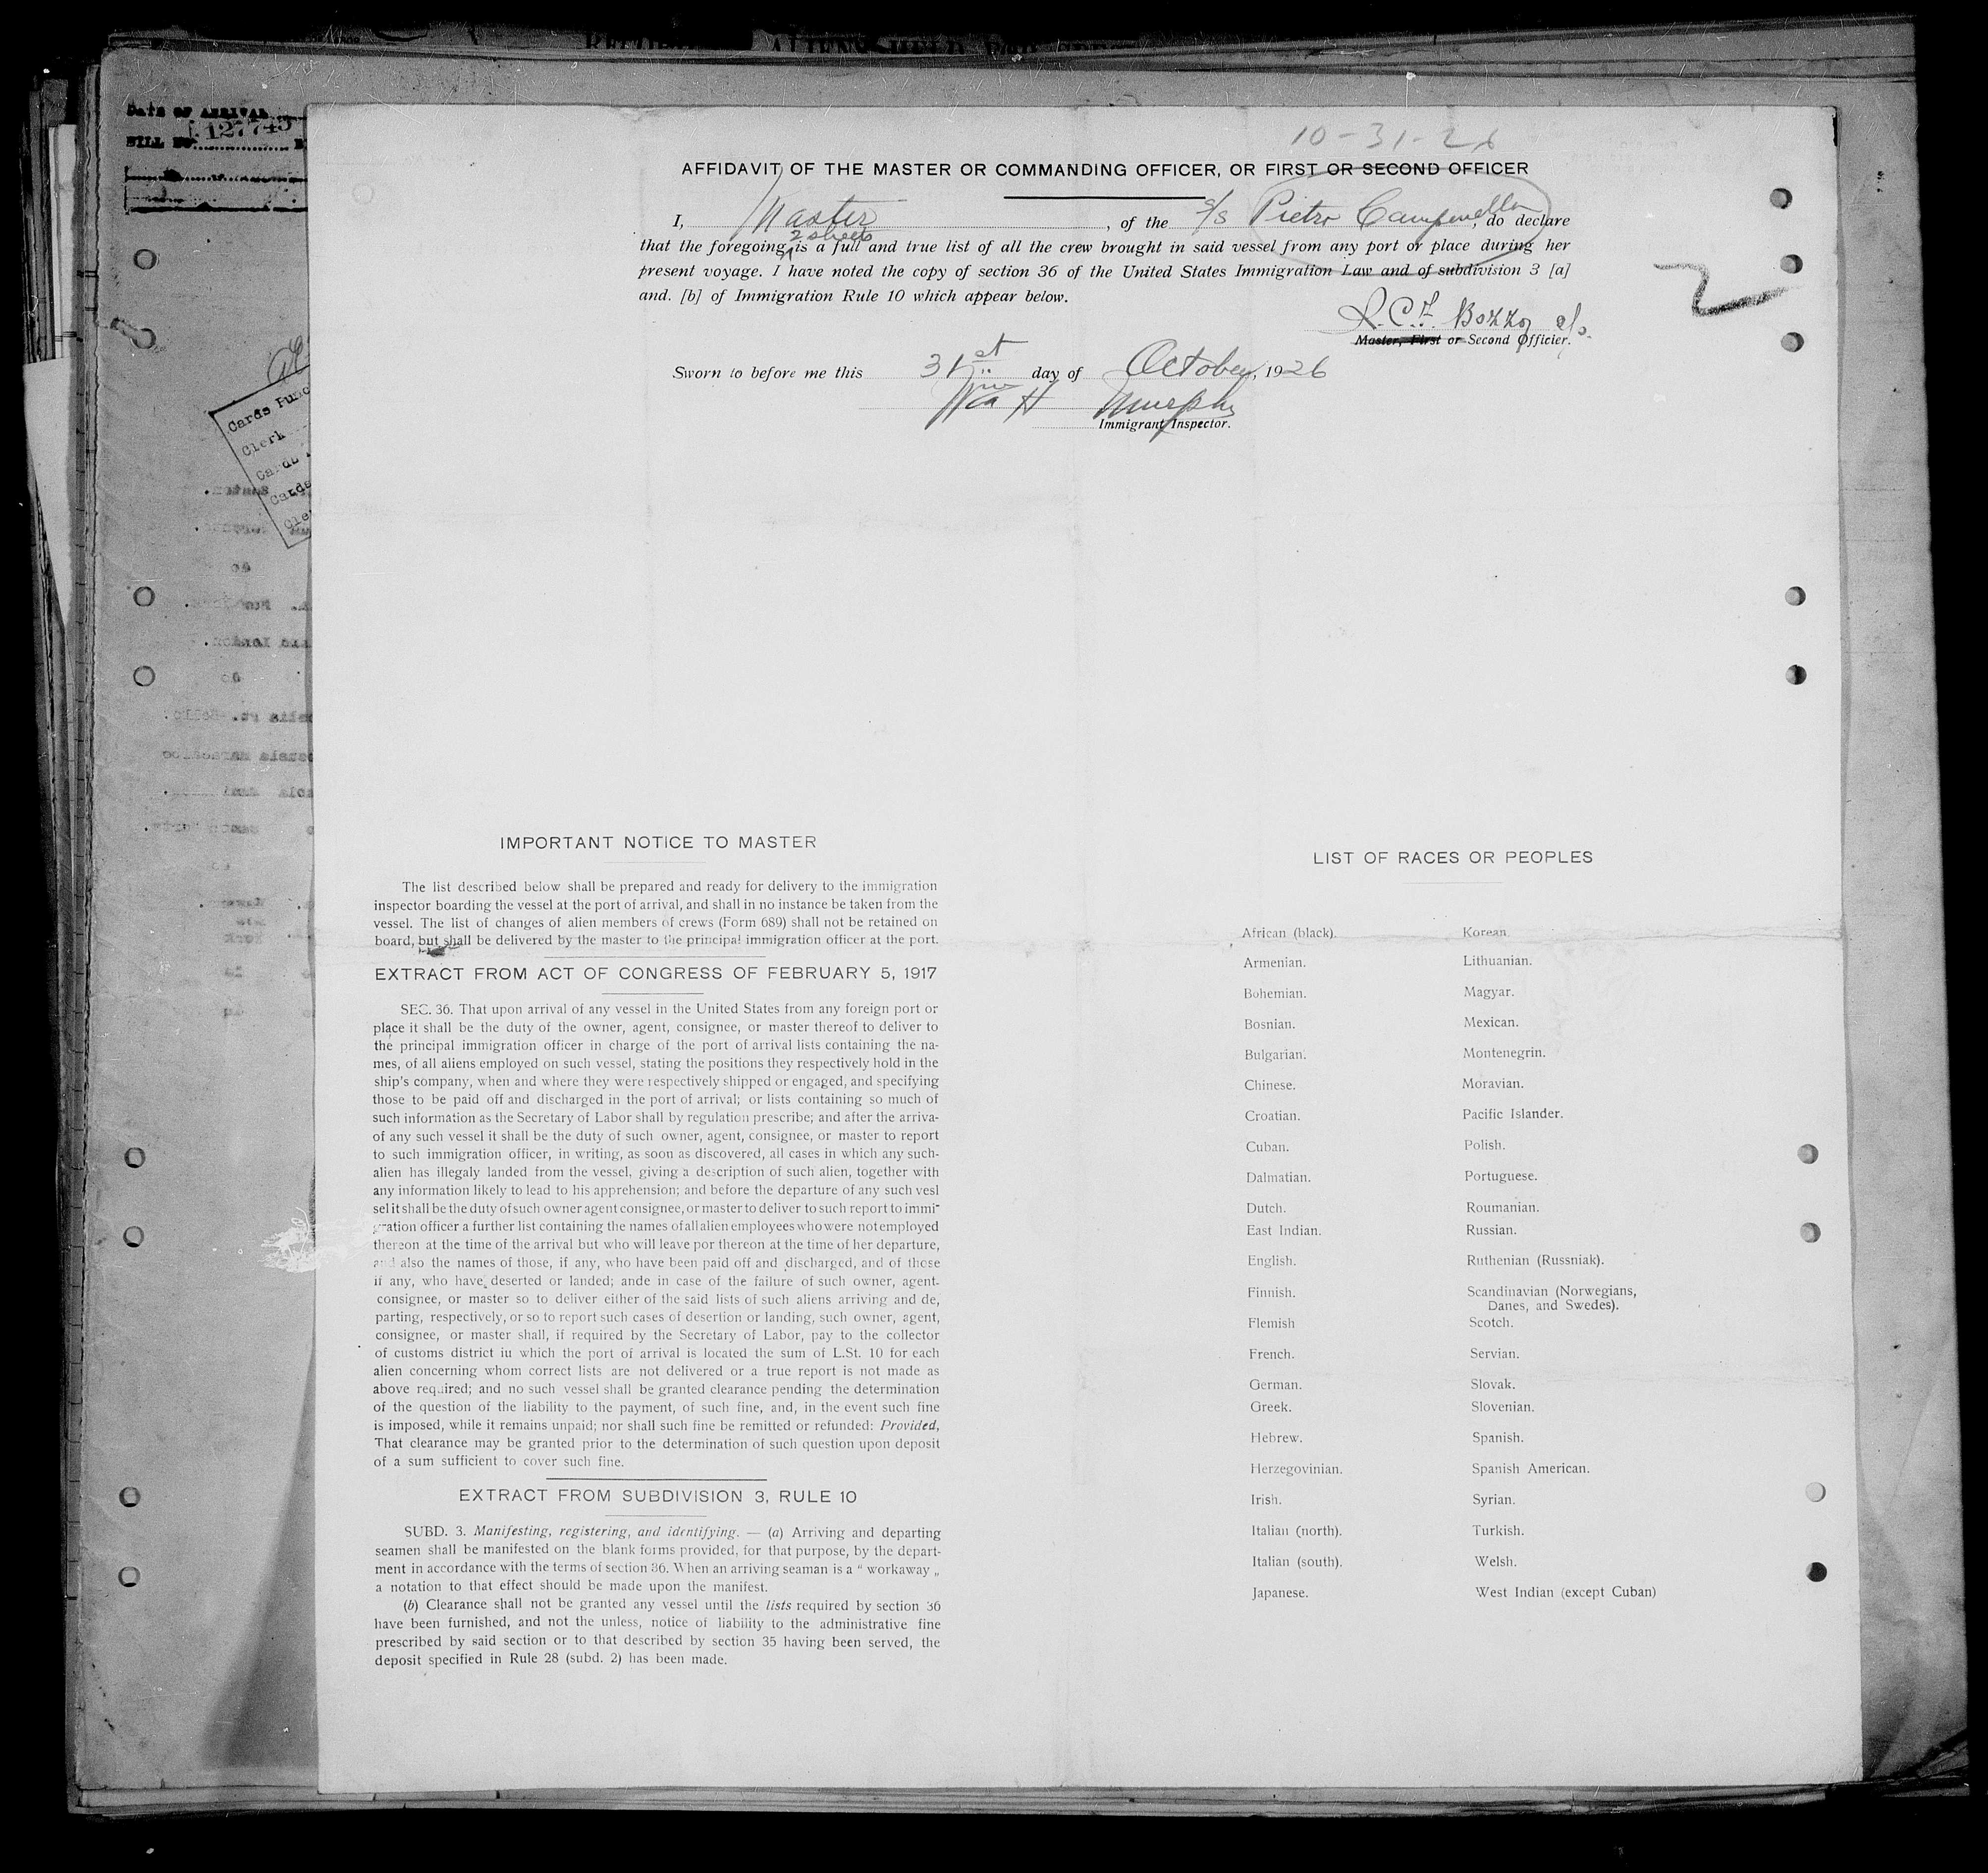 DATE OF ARRIVAL
127745
10-31-26
AFFIDAVIT OF THE MASTER OR COMMANDING OFFICER, OR FIRST OR SECOND OFFICER
I, Master, of the S/S Pietro Campanella, do declare
2 sheets
that the foregoing is a full and true list of all the crew brought in said vessel from any port or place during her
present voyage. I have noted the copy of section 36 of the United States Immigration Law and of subdivision 3 [a]
and. [b] of Immigration Rule 10 which appear below.
2
Bozzo
Master, First or Second Officier.
Sworn to before me this 31st day of October, 1926
Wm H Murphy
Immigrant Inspector.
Cards
Clerk
Cards
Cards
IMPORTANT NOTICE TO MASTER
The list described below shall be prepared and ready for delivery to the immigration
inspector boarding the vessel at the port of arrival, and shall in no instance be taken from the
vessel. The list of changes of alien members of crews (Form 689) shall not be retained on
board, but shall be delivered by the master to the principal immigration officer at the port.
EXTRACT FROM ACT OF CONGRESS OF FEBRUARY 5, 1917
SEC. 36. That upon arrival of any vessel in the United States from any foreign port or
place it shall be the duty of the owner, agent, consignee, or master thereof to deliver to
the principal immigration officer in charge of the port of arrival lists containing the na-
mes, of all aliens employed on such vessel, stating the positions they respectively hold in the
ship's company, when and where they were respectively shipped or engaged, and specifying
those to be paid off and discharged in the port of arrival; or lists containing so much of
such information as the Secretary of Labor shall by regulation prescribe; and after the arriva-
of any such vessel it shall be the duty of such owner, agent, consignee, or master to report
to such immigration officer, in writing, as soon as discovered, all cases in which any such-
alien has illegaly landed from the vessel, giving a description of such alien, together with
any information likely to lead to his apprehension; and before the departure of any such vesl
sel it shall be the duty of such owner agent consignee, or master to deliver to such report to immi-
gration officer a further list containing the names of all alien employees who were not employed
thereon at the time of the arrival but who will leave por thereon at the time of her departure,
and also the names of those, if any, who have been paid off and discharged, and of those
if any, who have deserted or landed; ande in case of the failure of such owner, agent-
consignee, or master so to deliver either of the said lists of such aliens arriving and de,
parting, respectively, or so to report such cases of desertion or landing, such owner, agent,
consignee, or master shall, if required by the Secretary of Labor, pay to the collector
of customs district iu which the port of arrival is located the sum of L.St. 10 for each
alien concerning whom correct lists are not delivered or a true report is not made as
above required; and no such vessel shall be granted clearance pending the determination
of the question of the liability to the payment, of such fine, and, in the event such fine
is imposed, while it remains unpaid; nor shall such fine be remitted or refunded: Provided,
That clearance may be granted prior to the determination of such question upon deposit
of a sum sufficient to cover such fine.
EXTRACT FROM SUBDIVISION 3, RULE 10
SUBD. 3. Manifesting, registering, and identifying. — (a) Arriving and departing
seamen shall be manifested on the blank forms provided, for that purpose, by the depart-
ment in accordance with the terms of section 36. When an arriving seaman is a “ workaway „
a notation to that effect should be made upon the manifest.
(b) Clearance shall not be granted any vessel until the lists required by section 36
have been furnished, and not the unless, notice of liability to the administrative fine
prescribed by said section or to that described by section 35 having been served, the
deposit specified in Rule 28 (subd. 2) has been made.
LIST OF RACES OR PEOPLES
African (black).
Armenian.
Bohemian.
Bosnian.
Bulgarian.
Chinese.
Croatian.
Cuban.
Dalmatian.
Dutch.
East Indian.
English.
Finnish.
Flemish
French.
German.
Greek.
Hebrew.
Herzegovinian.
Irish.
Italian (north).
Italian (south).
Japanese.
Korean.
Lithuanian.
Magyar.
Mexican.
Montenegrin.
Moravian.
Pacific Islander.
Polish.
Portuguese.
Roumanian.
Russian.
Ruthenian (Russniak).
Scandinavian (Norwegians,
Danes, and Swedes).
Scotch.
Servian.
Slovak.
Slovenian.
Spanish.
Spanish American.
Syrian.
Turkish.
Welsh.
West Indian (except Cuban)